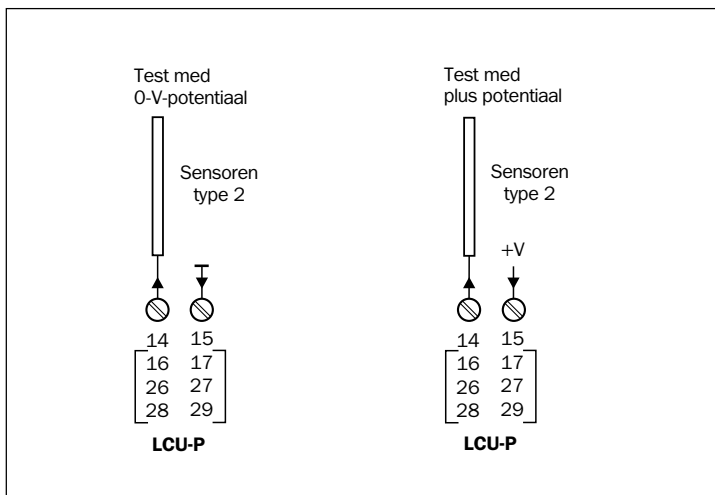 Test med
0-V-potentiaal
Sensoren
type 2
14 15
16 17
26 27
28 29
LCU-P
Test med
plus potentiaal
Sensoren
type 2
+V
14 15
16 17
26 27
28 29
LCU-P